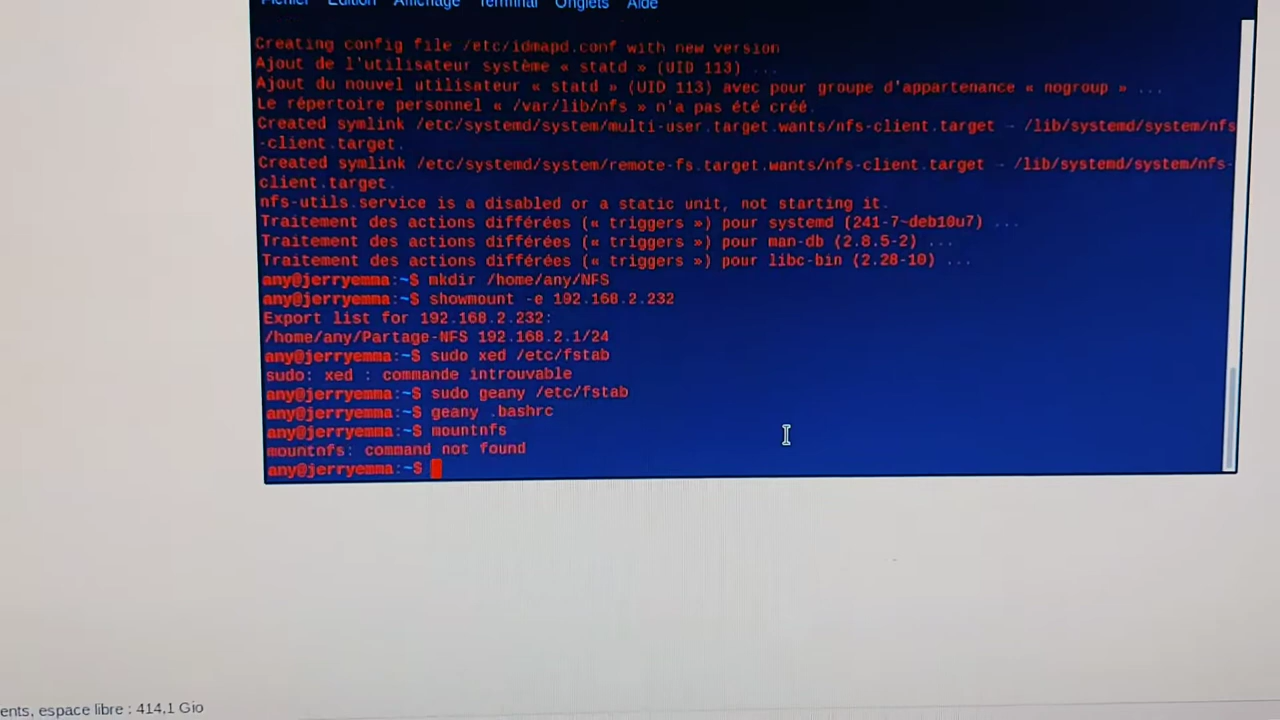 Fichier Édition Affichage Terminal Onglets Aide
Creating config file /etc/idmapd.conf with new version
Ajout de l'utilisateur système « statd » (UID 113) ...
Ajout du nouvel utilisateur « statd » (UID 113) avec pour groupe d'appartenance « nogroup » ...
Le répertoire personnel « /var/lib/nfs » n'a pas été créé.
Created symlink /etc/systemd/system/multi-user.target.wants/nfs-client.target → /lib/systemd/system/nfs
-client.target.
Created symlink /etc/systemd/system/remote-fs.target.wants/nfs-client.target → /lib/systemd/system/nfs-
client.target.
nfs-utils.service is a disabled or a static unit, not starting it.
Traitement des actions différées (« triggers ») pour systemd (241-7~deb10u7) ...
Traitement des actions différées (« triggers ») pour man-db (2.8.5-2) ...
Traitement des actions différées (« triggers ») pour libc-bin (2.28-10) ...
any@jerryemma:~$ mkdir /home/any/NFS
any@jerryemma:~$ showmount -e 192.168.2.232
Export list for 192.168.2.232:
/home/any/Partage-NFS 192.168.2.1/24
any@jerryemma:~$ sudo xed /etc/fstab
sudo: xed : commande introuvable
any@jerryemma:~$ sudo geany /etc/fstab
any@jerryemma:~$ geany .bashrc
any@jerryemma:~$ mountnfs
mountnfs: command not found
any@jerryemma:~$
ents, espace libre : 414,1 Gio